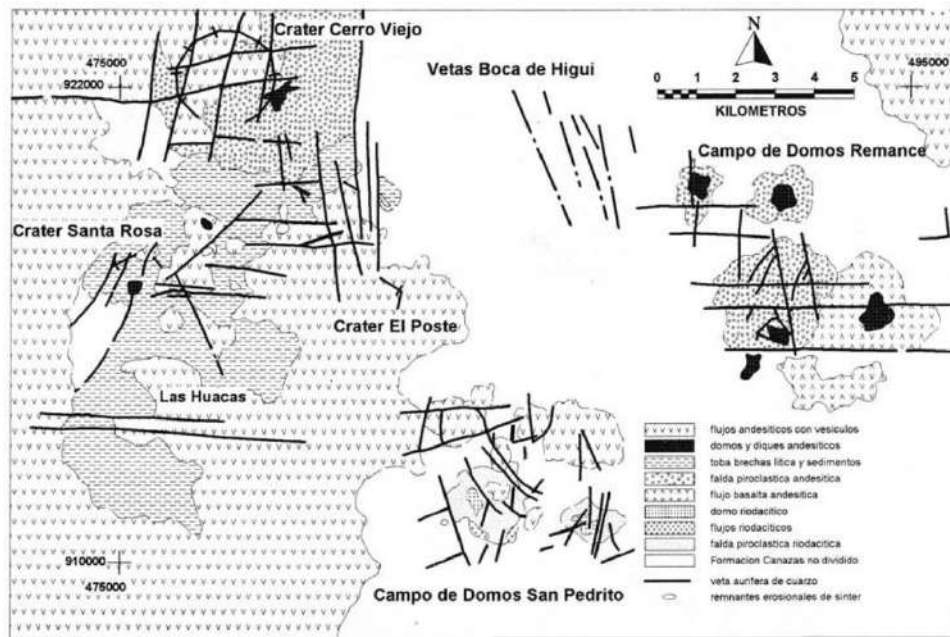 Crater Cerro Viejo
N
475000
922000
Vetas Boca de Higui
495000
0 1 2 3 4 5
KILOMETROS
Campo de Domos Remance
Crater Santa Rosa
Crater El Poste
Las Huacas
flujos andesiticos con vesiculos
domos y diques andesiticos
toba brechas litica y sedimentos
falda piroclastica andesitica
flujo basalta andesitica
domo riodacitico
flujos riodaciticos
falda piroclastica riodacitica
Formacion Canazas no dividido
veta aurifera de cuarzo
remnantes erosionales de sinter
910000
475000
Campo de Domos San Pedrito